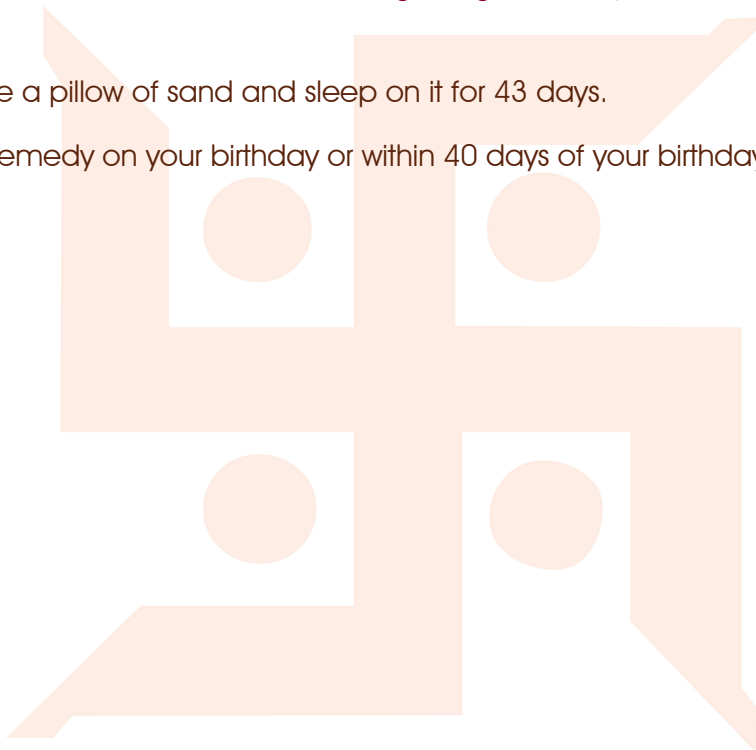 e a pillow of sand and sleep on it for 43 days.
emedy on your birthday or within 40 days of your birthday